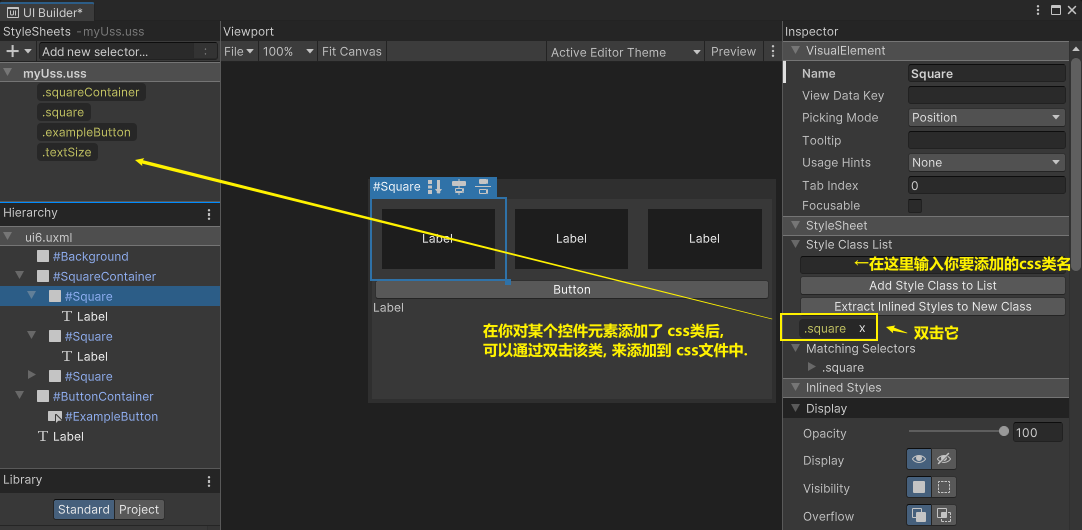 UI Builder*
StyleSheets - myUss.uss
Add new selector...
myUss.uss
.squareContainer
.square
.exampleButton
.textSize
Hierarchy
ui6.uxml
#Background
#SquareContainer
#Square
Label
#Square
Label
#Square
#ButtonContainer
#ExampleButton
Label
Library
Standard Project
Viewport
File 100% Fit Canvas Active Editor Theme Preview
#Square
Label Label Label
Button
Label
在你对某个控件元素添加了 css类后,
可以通过双击该类, 来添加到 css文件中.
Inspector
VisualElement
Name Square
View Data Key
Picking Mode Position
Tooltip
Usage Hints None
Tab Index 0
Focusable
StyleSheet
Style Class List
←在这里输入你要添加的css类名
Add Style Class to List
Extract Inlined Styles to New Class
.square x 双击它
Matching Selectors
.square
Inlined Styles
Display
Opacity 100
Display
Visibility
Overflow